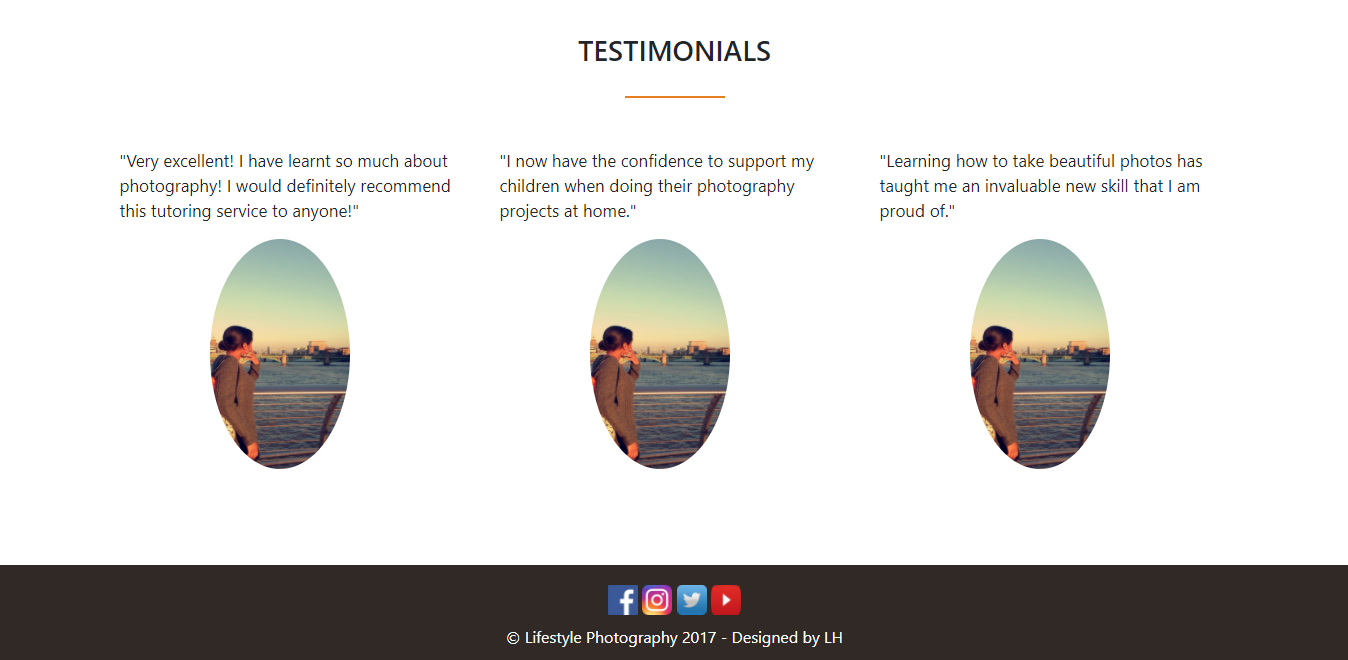 TESTIMONIALS
"Very excellent! I have learnt so much about
photography! I would definitely recommend
this tutoring service to anyone!"
"I now have the confidence to support my
children when doing their photography
projects at home."
"Learning how to take beautiful photos has
taught me an invaluable new skill that I am
proud of."
© Lifestyle Photography 2017 - Designed by LH